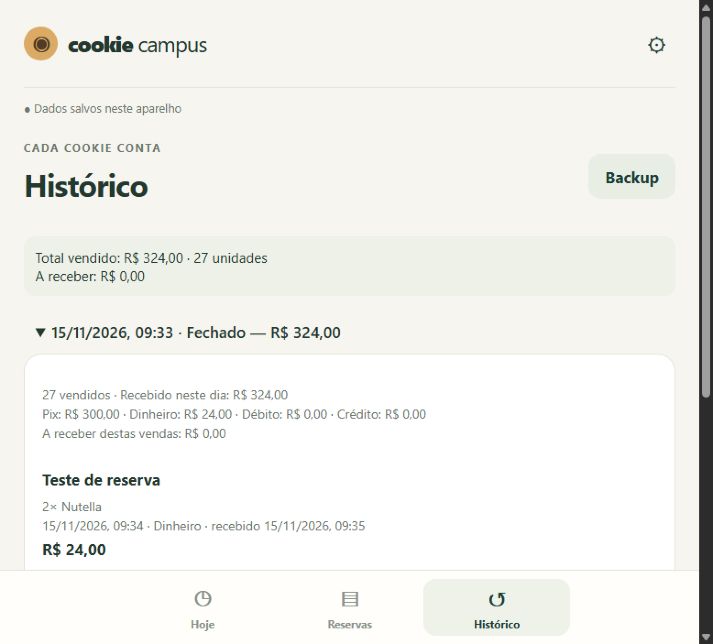 cookie campus
● Dados salvos neste aparelho
CADA COOKIE CONTA
Histórico
Backup
Total vendido: R$ 324,00 · 27 unidades
A receber: R$ 0,00
▼ 15/11/2026, 09:33 · Fechado — R$ 324,00
27 vendidos · Recebido neste dia: R$ 324,00
Pix: R$ 300,00 · Dinheiro: R$ 24,00 · Débito: R$ 0,00 · Crédito: R$ 0,00
A receber destas vendas: R$ 0,00
Teste de reserva
2× Nutella
15/11/2026, 09:34 · Dinheiro · recebido 15/11/2026, 09:35
R$ 24,00
Hoje
Reservas
Histórico